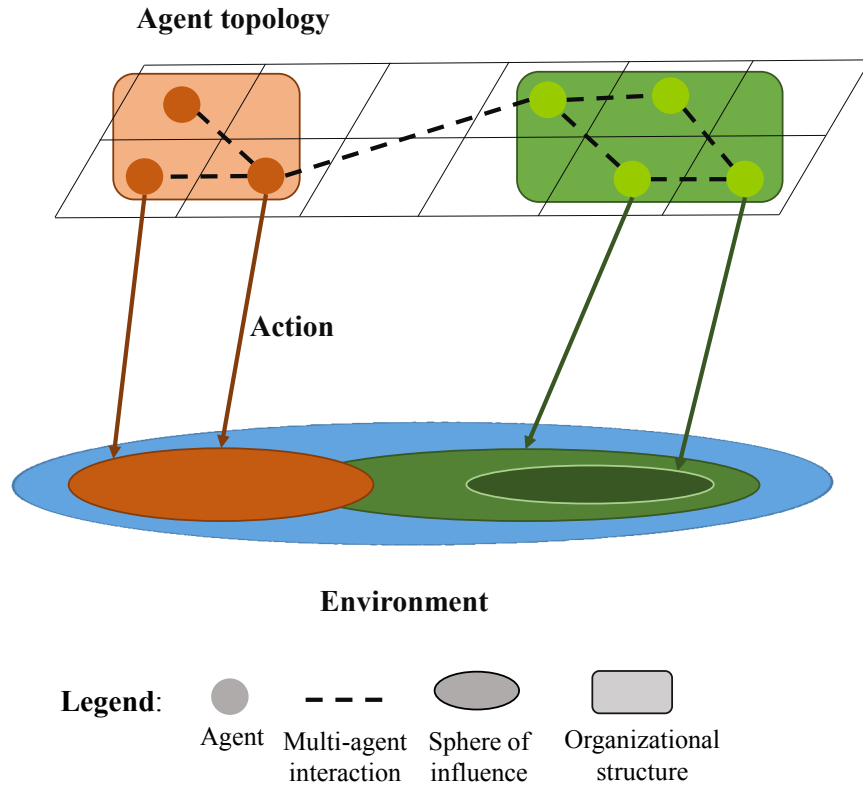 Agent topology
Action
Environment
Legend:
Agent
Multi-agent
interaction
Sphere of
influence
Organizational
structure